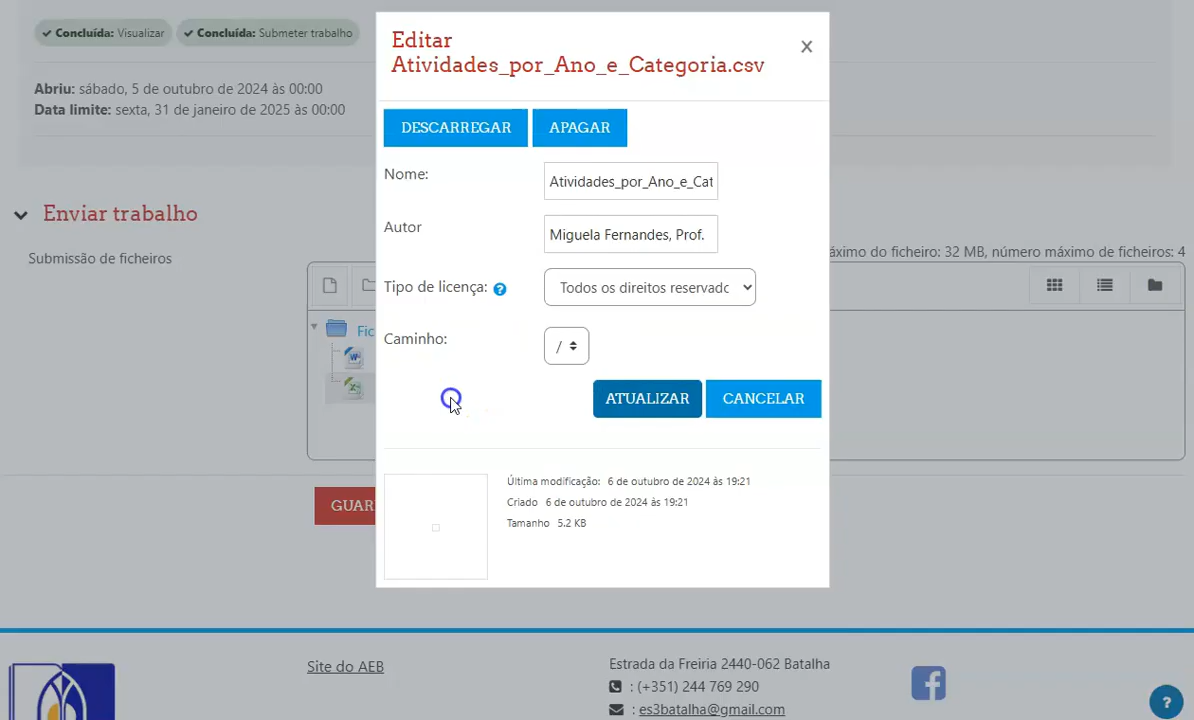 Concluída: Visualizar
Concluída: Submeter trabalho
Abriu: sábado, 5 de outubro de 2024 às 00:00
Data limite: sexta, 31 de janeiro de 2025 às 00:00
Enviar trabalho
Submissão de ficheiros
áximo do ficheiro: 32 MB, número máximo de ficheiros: 4
Fic
GUAR
Editar
Atividades_por_Ano_e_Categoria.csv
x
DESCARREGAR
APAGAR
Nome:
Atividades_por_Ano_e_Cat
Autor
Miguela Fernandes, Prof.
Tipo de licença:
?
Todos os direitos reservado
Caminho:
/
ATUALIZAR
CANCELAR
Última modificação: 6 de outubro de 2024 às 19:21
Criado 6 de outubro de 2024 às 19:21
Tamanho 5.2 KB
Site do AEB
Estrada da Freiria 2440-062 Batalha
: (+351) 244 769 290
: es3batalha@gmail.com
?